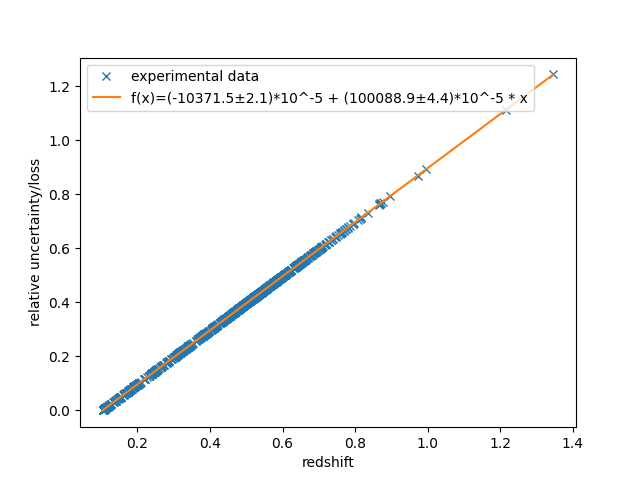 experimental data
f(x)=(-10371.5±2.1)*10^-5 + (100088.9±4.4)*10^-5 * x
relative uncertainty/loss
1.2
1.0
0.8
0.6
0.4
0.2
0.0
0.2 0.4 0.6 0.8 1.0 1.2 1.4
redshift